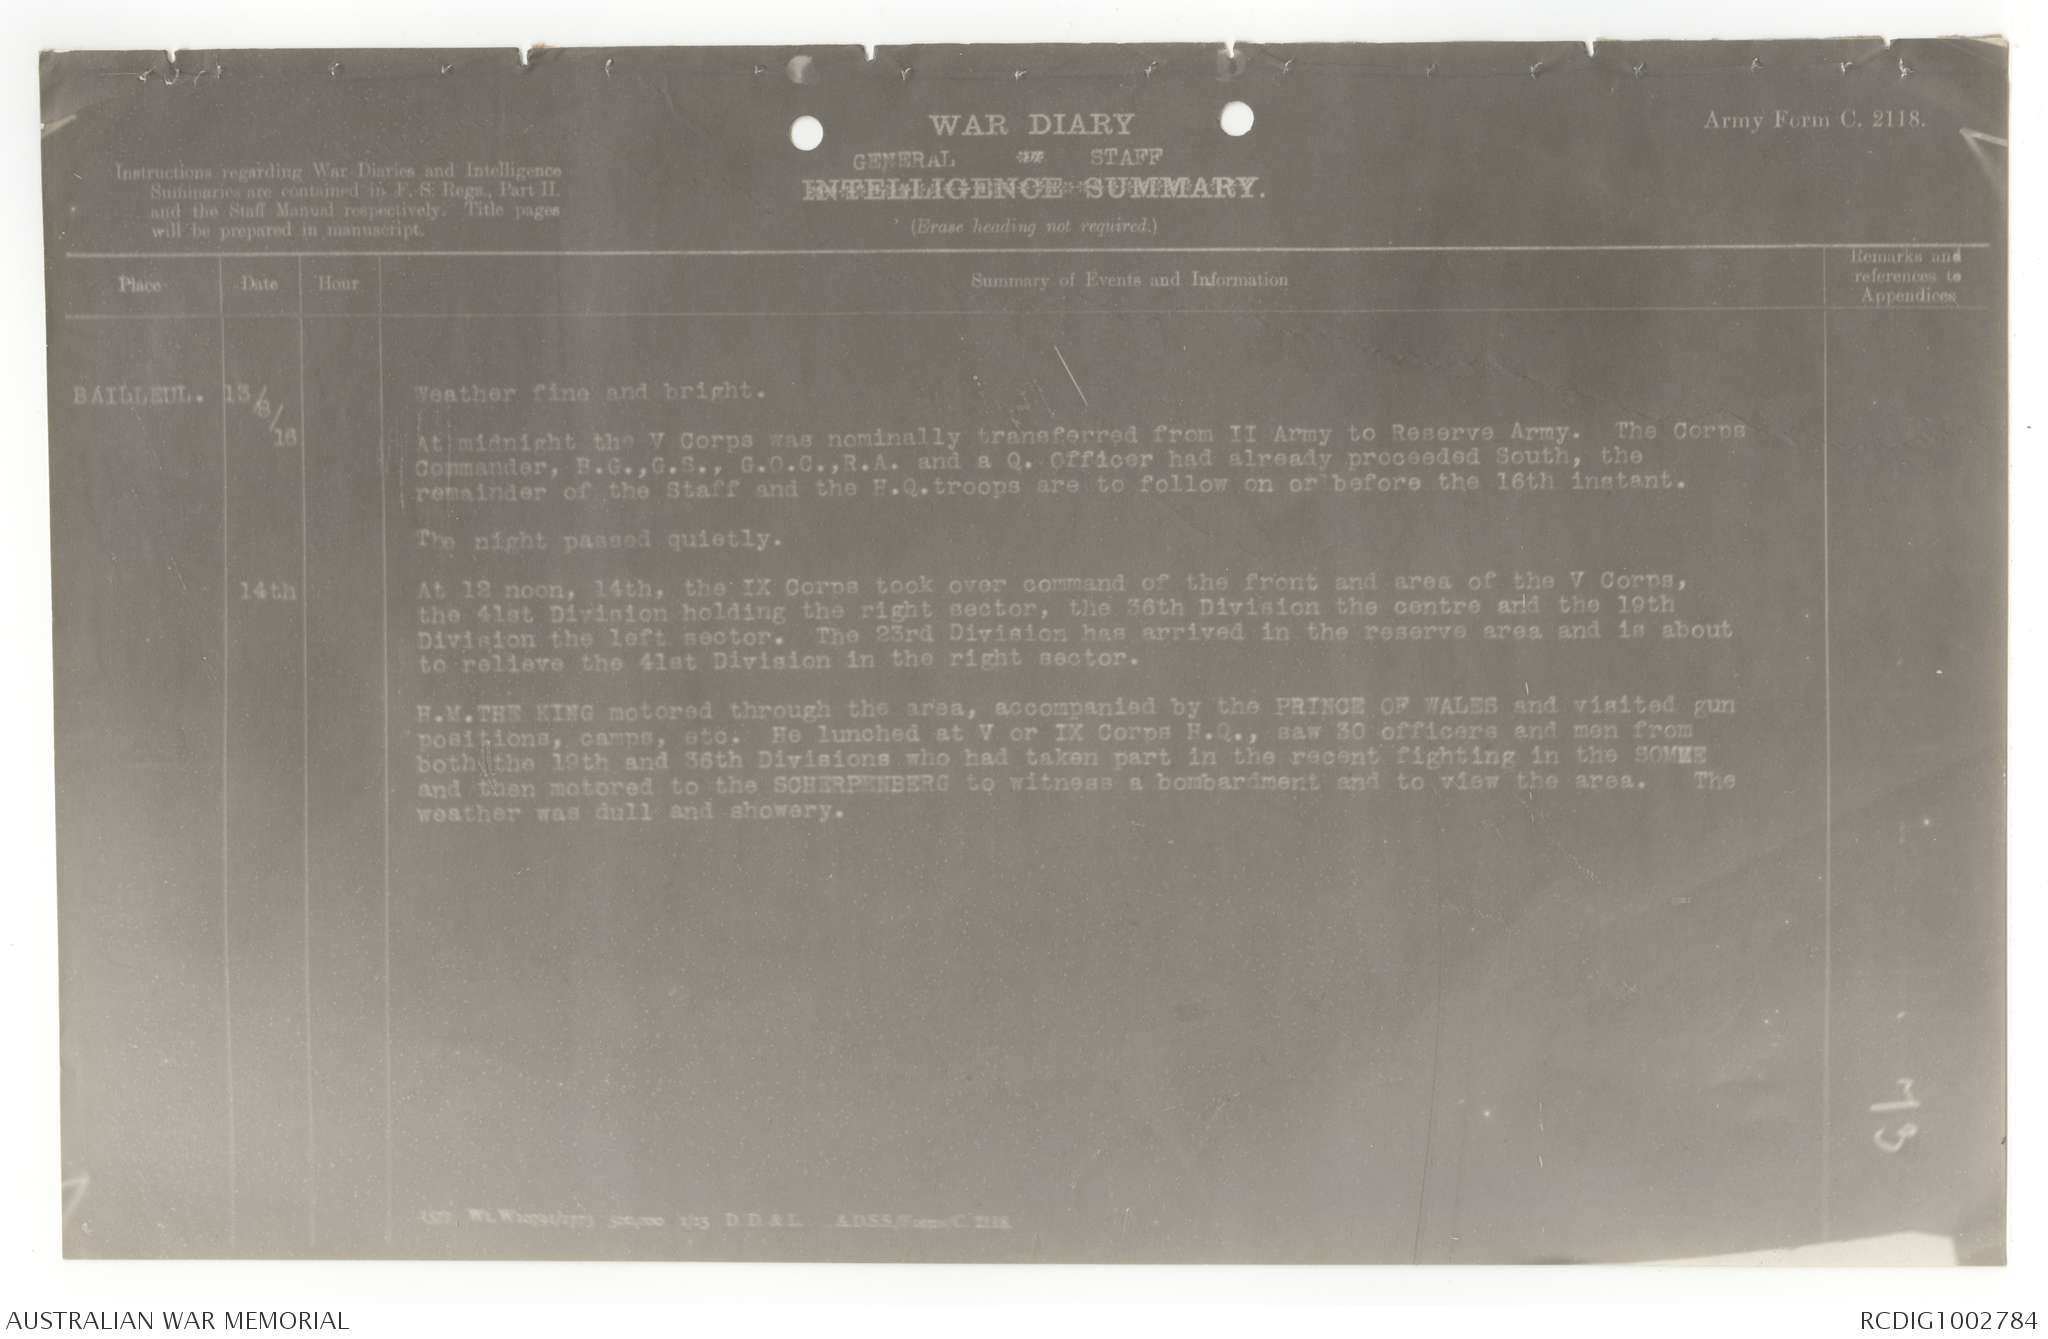 WAR DIARY
Army Form C. 2118.
GENERAL or STAFF
INTELLIGENCE SUMMARY.
(Erase heading not required.)
Instructions regarding War Diaries and Intelligence
Summaries are contained in F. S. Regs., Part II.
and the Staff Manual respectively. Title pages
will be prepared in manuscript.
Place
Date
Hour
Summary of Events and Information
Remarks and
references to
Appendices
BAILLEUL. 13/8/16 Weather fine and bright.
At midnight the V Corps was nominally transferred from II Army to Reserve Army. The Corps
Commander, B.G.,G.S., G.O.C.,R.A. and a Q. Officer had already proceeded South, the
remainder of the Staff and the H.Q.troops are to follow on or before the 16th instant.
The night passed quietly.
14th At 12 noon, 14th, the IX Corps took over command of the front and area of the V Corps,
the 41st Division holding the right sector, the 36th Division the centre and the 19th
Division the left sector. The 23rd Division has arrived in the reserve area and is about
to relieve the 41st Division in the right sector.
H.M.THE KING motored through the area, accompanied by the PRINCE OF WALES and visited gun
positions, camps, etc. He lunched at V or IX Corps H.Q., saw 30 officers and men from
both the 19th and 36th Divisions who had taken part in the recent fighting in the SOMME
and then motored to the SCHERPENBERG to witness a bombardment and to view the area. The
weather was dull and showery.
D. D. & L. A.D.S.S./Forms/C. 2118.
AUSTRALIAN WAR MEMORIAL
RCDIG1002784